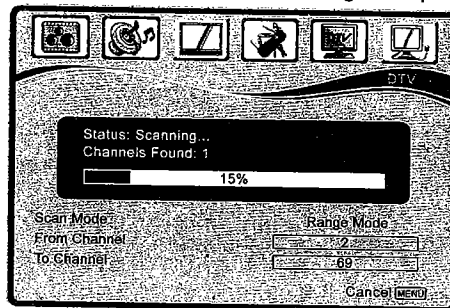 DTV
Status: Scanning...
Channels Found: 1
15%
Scan Mode Range Mode
From Channel 2
To Channel 69
Cancel MENU